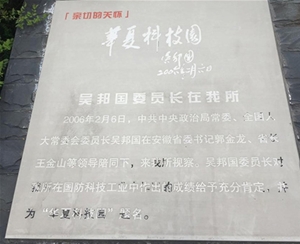 「亲切的关怀
华夏科技园
吴邦国
吴邦国委员长在我所
2006年2月6日，中共中央政治局常委、全国人
大常委会委员长吴邦国在安徽省委书记郭金龙、省长
王金山等领导陪同下，来我所视察，吴邦国委员长对
我所在国防科技工业中作出的成绩给予充分肯定，并
为“华夏科技园”题名。